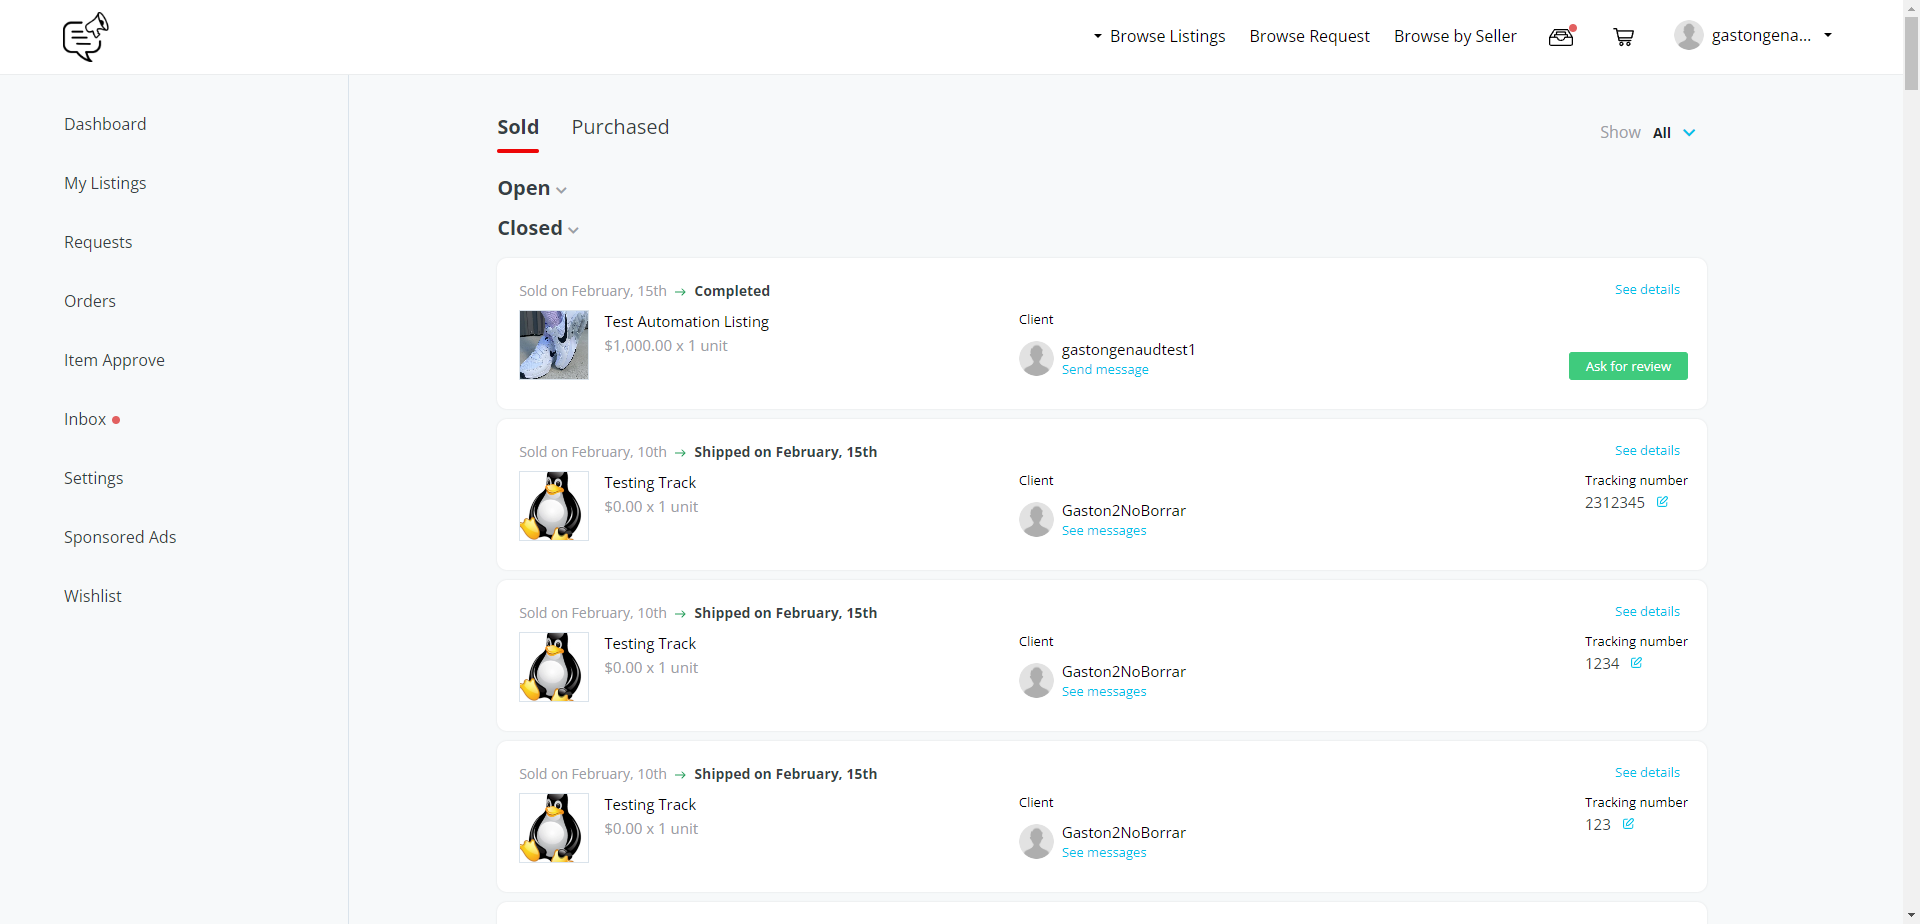 Browse Listings Browse Request Browse by Seller gastongena...
Dashboard
My Listings
Requests
Orders
Item Approve
Inbox
Settings
Sponsored Ads
Wishlist
Sold Purchased
Show All
Open
Closed
Sold on February, 15th → Completed
See details
Test Automation Listing
$1,000.00 x 1 unit
Client
gastongenaudtest1
Send message
Ask for review
Sold on February, 10th → Shipped on February, 15th
See details
Testing Track
$0.00 x 1 unit
Client
Gaston2NoBorrar
See messages
Tracking number
2312345
Sold on February, 10th → Shipped on February, 15th
See details
Testing Track
$0.00 x 1 unit
Client
Gaston2NoBorrar
See messages
Tracking number
1234
Sold on February, 10th → Shipped on February, 15th
See details
Testing Track
$0.00 x 1 unit
Client
Gaston2NoBorrar
See messages
Tracking number
123